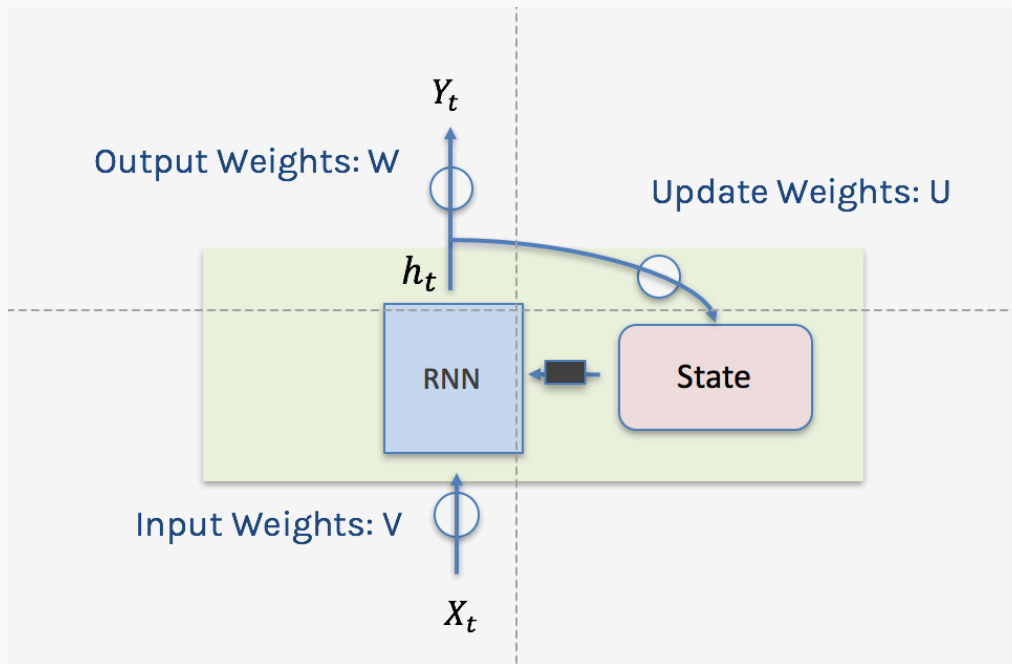 Y_t
Output Weights: W
Update Weights: U
h_t
RNN
State
Input Weights: V
X_t